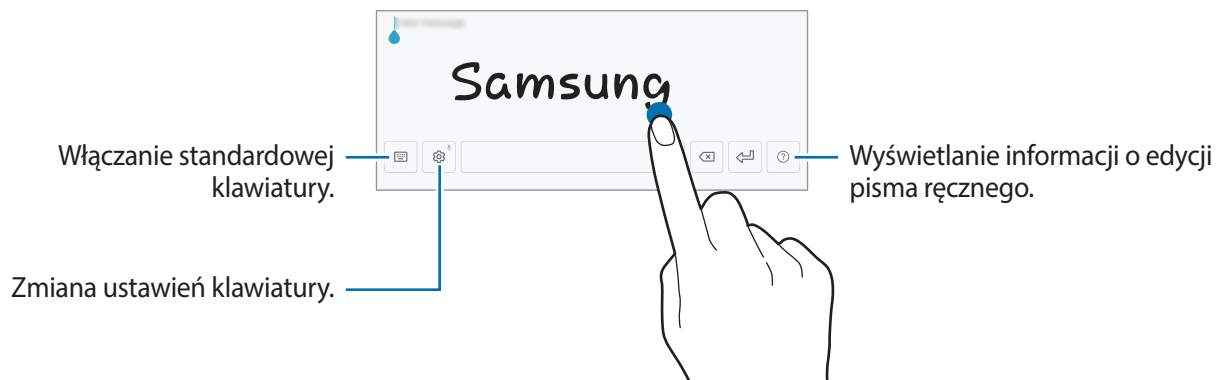 Samsung
Włączanie standardowej
klawiatury.
Wyświetlanie informacji o edycji
pisma ręcznego.
Zmiana ustawień klawiatury.